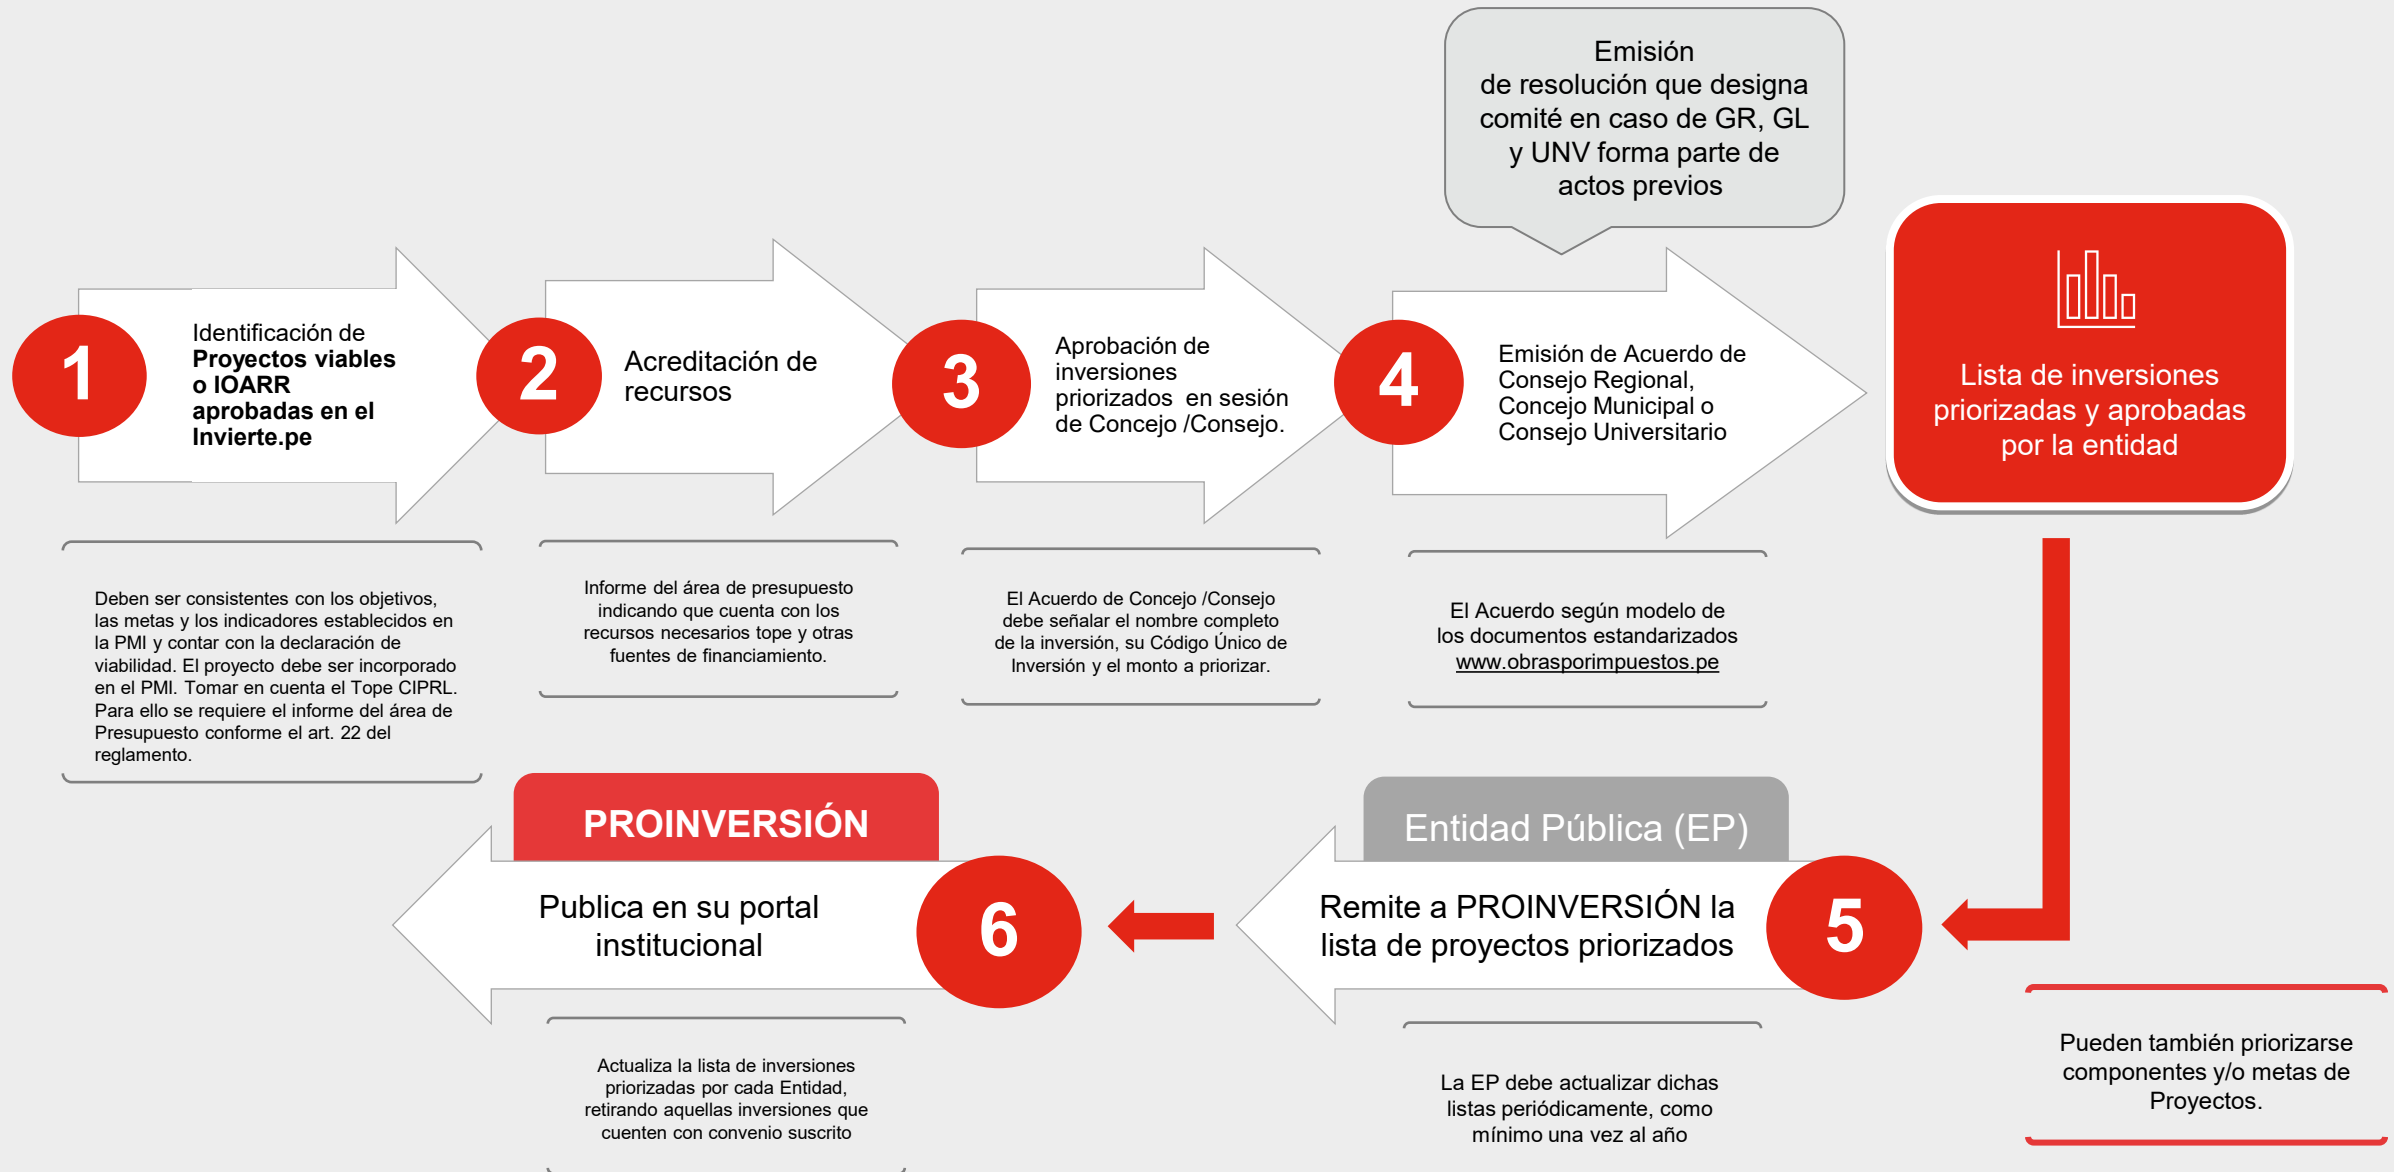 Emisión
de resolución que designa
comité en caso de GR, GL
y UNV forma parte de
actos previos
1
Identificación de
Proyectos viables
o IOARR
aprobadas en el
Invierte.pe
2
Acreditación de
recursos
3
Aprobación de
inversiones
priorizados en sesión
de Concejo /Consejo.
4
Emisión de Acuerdo de
Consejo Regional,
Concejo Municipal o
Consejo Universitario
Lista de inversiones
priorizadas y aprobadas
por la entidad
Deben ser consistentes con los objetivos,
las metas y los indicadores establecidos en
la PMI y contar con la declaración de
viabilidad. El proyecto debe ser incorporado
en el PMI. Tomar en cuenta el Tope CIPRL.
Para ello se requiere el informe del área de
Presupuesto conforme el art. 22 del
reglamento.
Informe del área de presupuesto
indicando que cuenta con los
recursos necesarios tope y otras
fuentes de financiamiento.
El Acuerdo de Concejo /Consejo
debe señalar el nombre completo
de la inversión, su Código Único de
Inversión y el monto a priorizar.
El Acuerdo según modelo de
los documentos estandarizados
www.obrasporimpuestos.pe
Entidad Pública (EP)
Remite a PROINVERSIÓN la
lista de proyectos priorizados
5
La EP debe actualizar dichas
listas periódicamente, como
mínimo una vez al año
Pueden también priorizarse
componentes y/o metas de
Proyectos.
PROINVERSIÓN
Publica en su portal
institucional
6
Actualiza la lista de inversiones
priorizadas por cada Entidad,
retirando aquellas inversiones que
cuenten con convenio suscrito